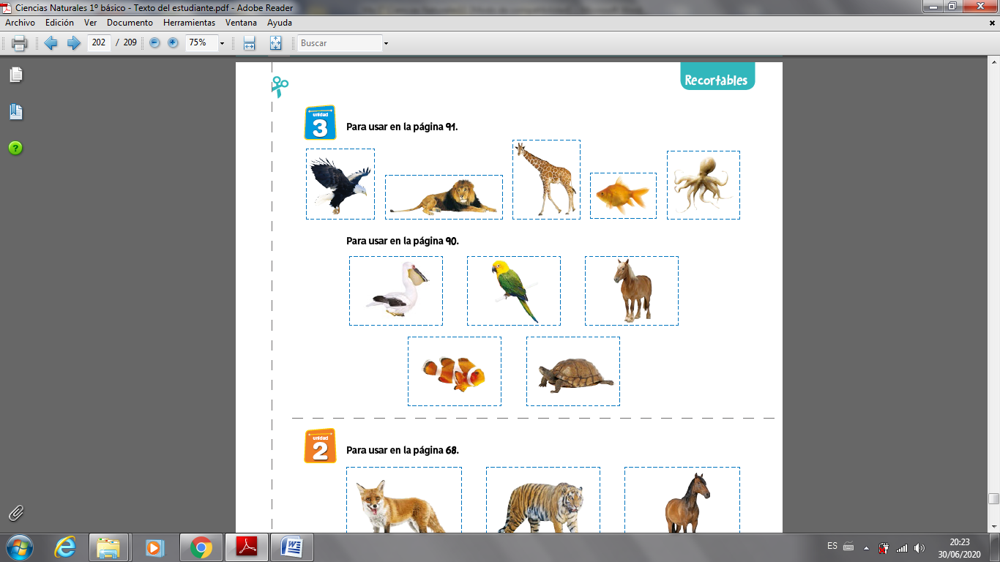 Ciencias Naturales 1º básico - Texto del estudiante.pdf - Adobe Reader
Archivo Edición Ver Documento Herramientas Ventana Ayuda
202 / 209 75% Buscar
Recortables
unidad
3
Para usar en la página 91.
Para usar en la página 90.
unidad
2
Para usar en la página 68.
ES
20:23
30/06/2020